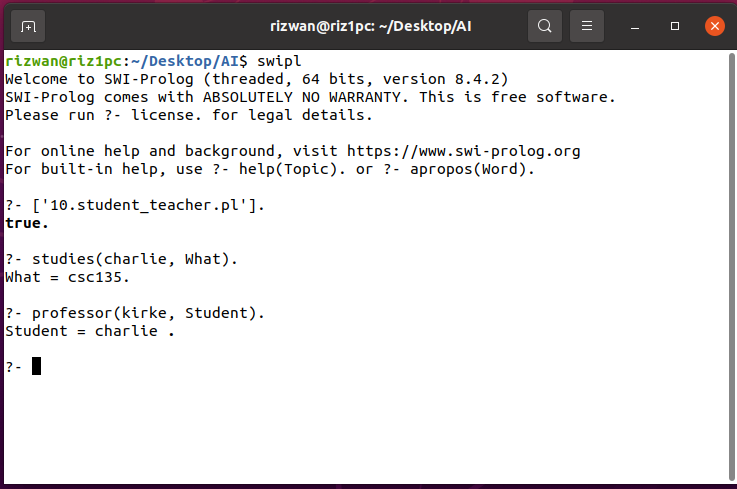 rizwan@riz1pc: ~/Desktop/AI
rizwan@riz1pc:~/Desktop/AI$ swipl
Welcome to SWI-Prolog (threaded, 64 bits, version 8.4.2)
SWI-Prolog comes with ABSOLUTELY NO WARRANTY. This is free software.
Please run ?- license. for legal details.
For online help and background, visit https://www.swi-prolog.org
For built-in help, use ?- help(Topic). or ?- apropos(Word).
?- ['10.student_teacher.pl'].
true.
?- studies(charlie, What).
What = csc135.
?- professor(kirke, Student).
Student = charlie .
?-